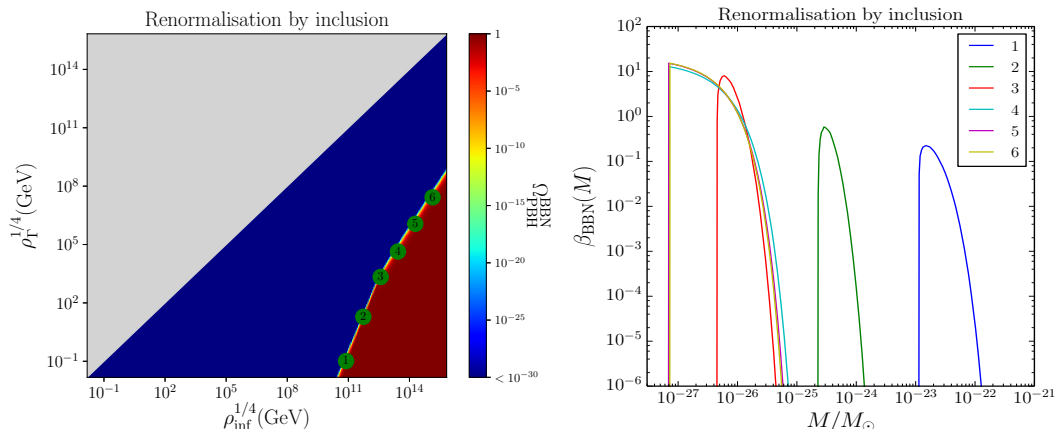 Renormalisation by inclusion
10^14
10^11
10^8
10^5
10^2
10^−1
ρ_Γ^1/4(GeV)
1 2 3 4 5 6
10^−1 10^2 10^5 10^8 10^11 10^14
ρ_inf^1/4(GeV)
1
10^−5
10^−10
10^−15
10^−20
10^−25
< 10^−30
Ω_PBH^BBN
Renormalisation by inclusion
10^2
10^1
10^0
10^−1
10^−2
10^−3
10^−4
10^−5
10^−6
β_BBN(M)
1
2
3
4
5
6
10^−27 10^−26 10^−25 10^−24 10^−23 10^−22 10^−21
M/M_⊙